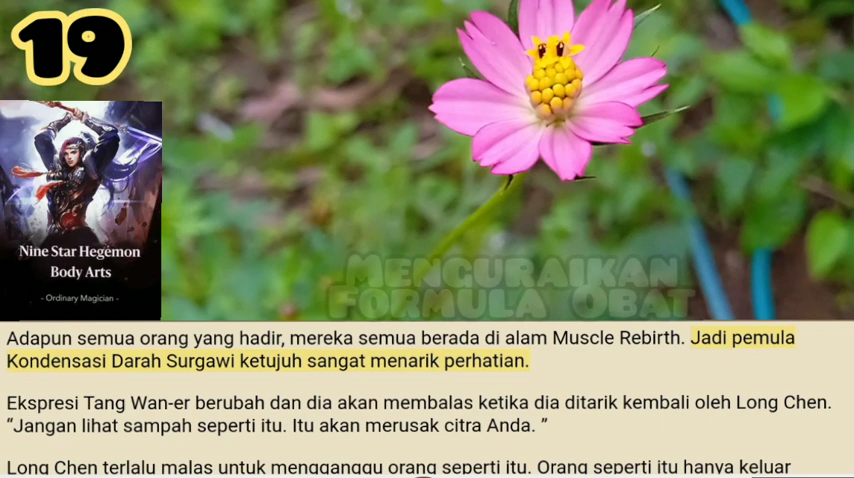 19
Nine Star Hegemon
Body Arts
- Ordinary Magician -
MENGURAIKAN
FORMULA OBAT
Adapun semua orang yang hadir, mereka semua berada di alam Muscle Rebirth. Jadi pemula
Kondensasi Darah Surgawi ketujuh sangat menarik perhatian.
Ekspresi Tang Wan-er berubah dan dia akan membalas ketika dia ditarik kembali oleh Long Chen.
“Jangan lihat sampah seperti itu. Itu akan merusak citra Anda. ”
Long Chen terlalu malas untuk mengganggu orang seperti itu. Orang seperti itu hanya keluar